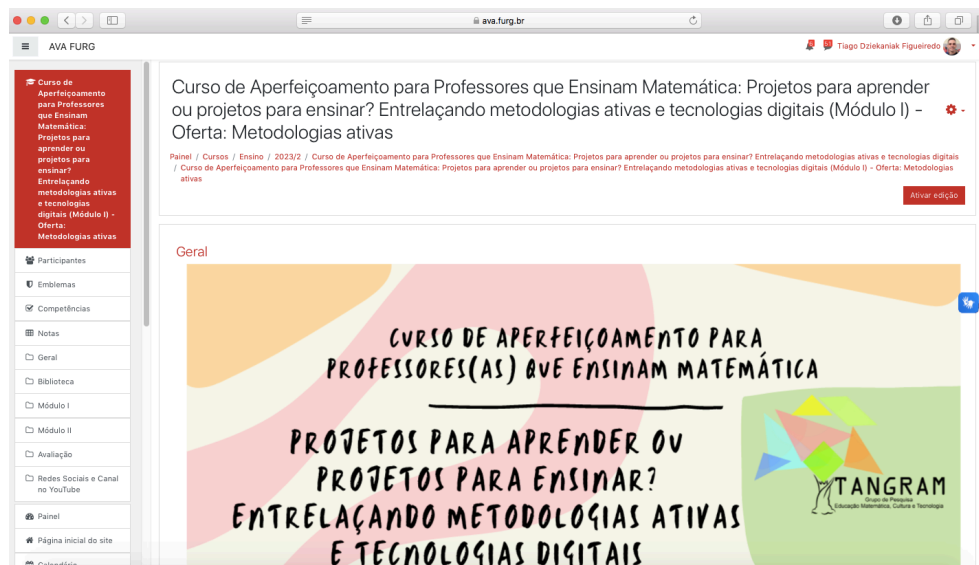 ava.furg.br
AVA FURG
Tiago Dziekaniak Figueiredo
Curso de
Aperfeiçoamento
para Professores
que Ensinam
Matemática:
Projetos para
aprender ou
projetos para
ensinar?
Entrelaçando
metodologias ativas
e tecnologias
digitais (Módulo I) -
Oferta:
Metodologias ativas
Participantes
Emblemas
Competências
Notas
Geral
Biblioteca
Módulo I
Módulo II
Avaliação
Redes Sociais e Canal
no YouTube
Painel
Página inicial do site
Calendário
Curso de Aperfeiçoamento para Professores que Ensinam Matemática: Projetos para aprender
ou projetos para ensinar? Entrelaçando metodologias ativas e tecnologias digitais (Módulo I) -
Oferta: Metodologias ativas
Painel / Cursos / Ensino / 2023/2 / Curso de Aperfeiçoamento para Professores que Ensinam Matemática: Projetos para aprender ou projetos para ensinar? Entrelaçando metodologias ativas e tecnologias digitais
/ Curso de Aperfeiçoamento para Professores que Ensinam Matemática: Projetos para aprender ou projetos para ensinar? Entrelaçando metodologias ativas e tecnologias digitais (Módulo I) - Oferta: Metodologias
ativas
Ativar edição
Geral
CURSO DE APERFEIÇOAMENTO PARA
PROFESSORES(AS) QUE ENSINAM MATEMÁTICA
PROJETOS PARA APRENDER OU
PROJETOS PARA ENSINAR?
ENTRELAÇANDO METODOLOGIAS ATIVAS
E TECNOLOGIAS DIGITAIS
TANGRAM
Grupo de Pesquisa
Educação Matemática, Cultura e Tecnologia